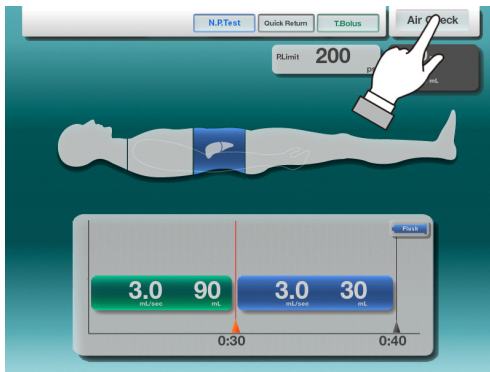 N.P.Test Quick Return T.Bolus Air Check
P.Limit 200
mL
Flush
3.0 90 3.0 30
mL/sec mL mL/sec mL
0:30 0:40